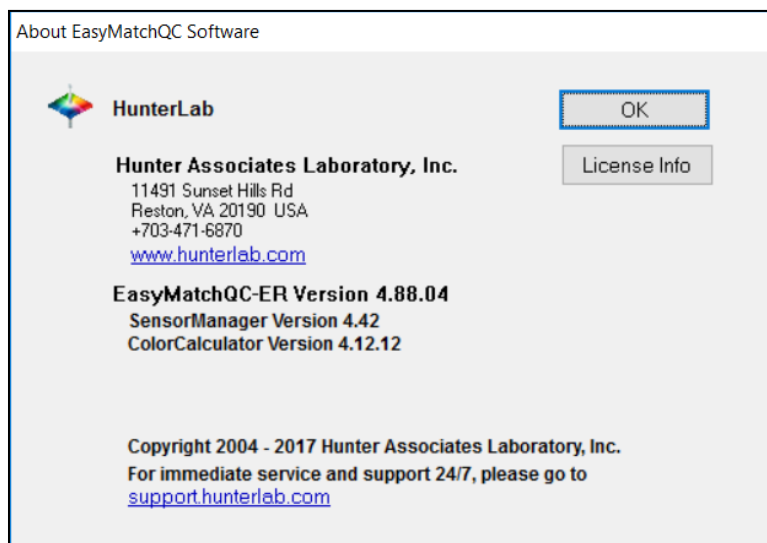 About EasyMatchQC Software
HunterLab
OK
Hunter Associates Laboratory, Inc.
License Info
11491 Sunset Hills Rd
Reston, VA 20190 USA
+703-471-6870
www.hunterlab.com
EasyMatchQC-ER Version 4.88.04
SensorManager Version 4.42
ColorCalculator Version 4.12.12
Copyright 2004 - 2017 Hunter Associates Laboratory, Inc.
For immediate service and support 24/7, please go to
support.hunterlab.com